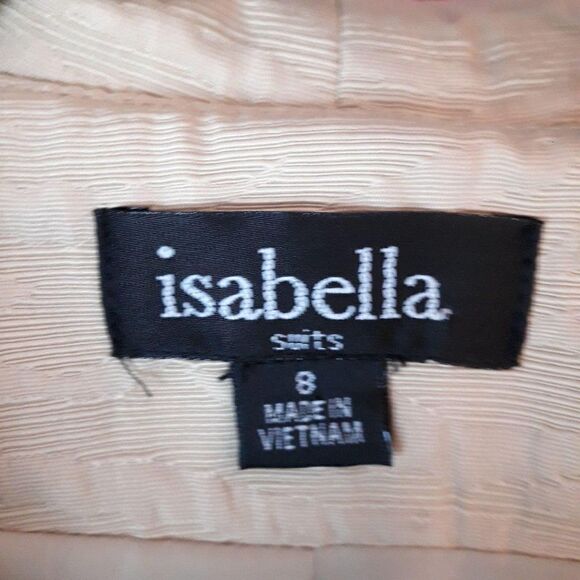 isabella
suits
8
MADE IN
VIETNAM